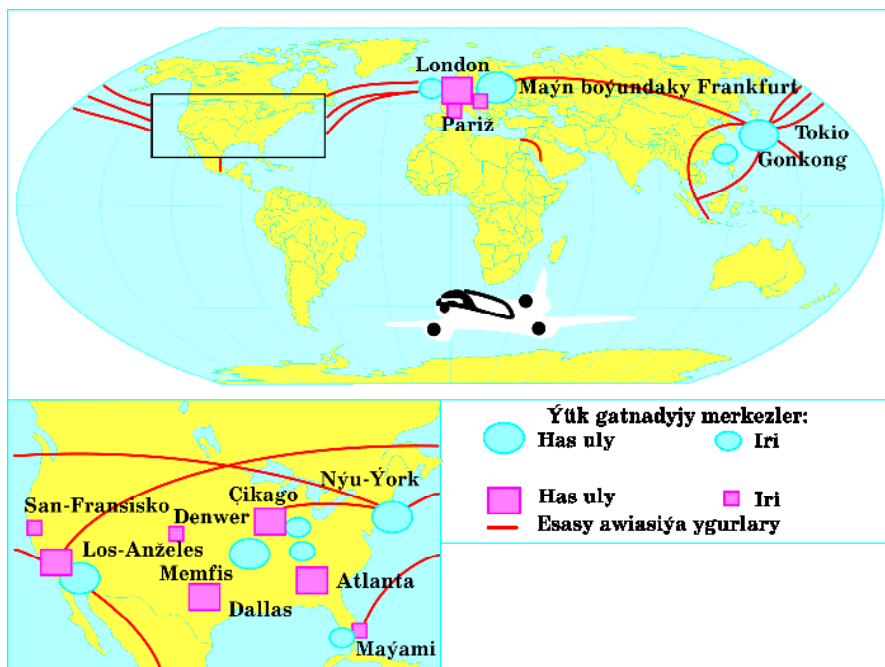 London
Maýn boýundaky Frankfurt
Pariž
Tokio
Gonkong
Nýu-Ýork
Çikago
San-Fransisko
Denwer
Los-Anželes
Memfis
Atlanta
Dallas
Maýami
Ýük gatnadyjy merkezler:
Has uly Iri
Has uly Iri
Esasy awiasiýa ygurlary